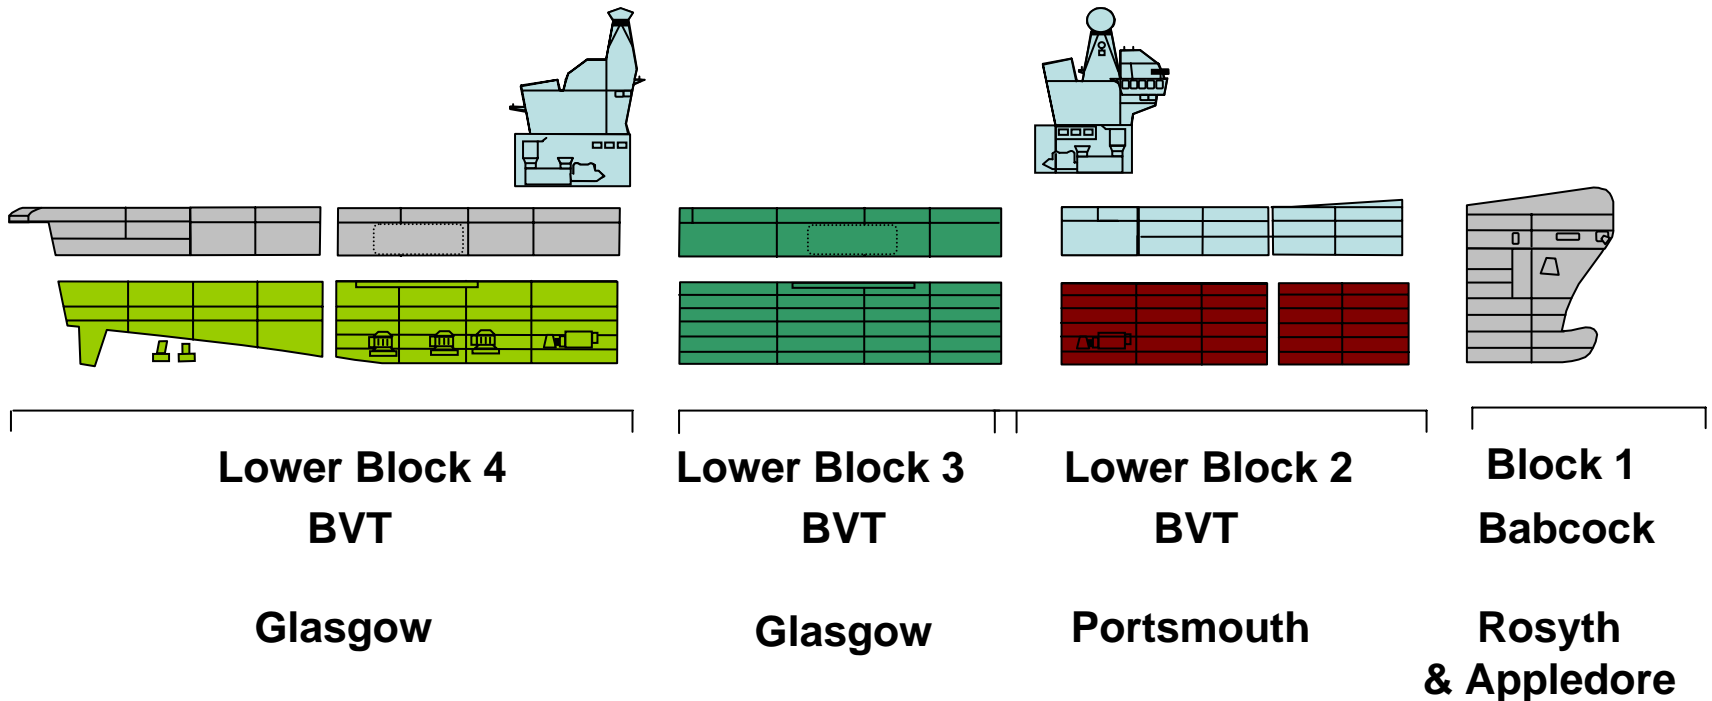 Lower Block 4
BVT
Glasgow
Lower Block 3
BVT
Glasgow
Lower Block 2
BVT
Portsmouth
Block 1
Babcock
Rosyth
& Appledore